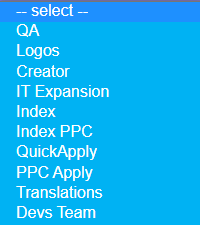 -- select --
QA
Logos
Creator
IT Expansion
Index
Index PPC
QuickApply
PPC Apply
Translations
Devs Team